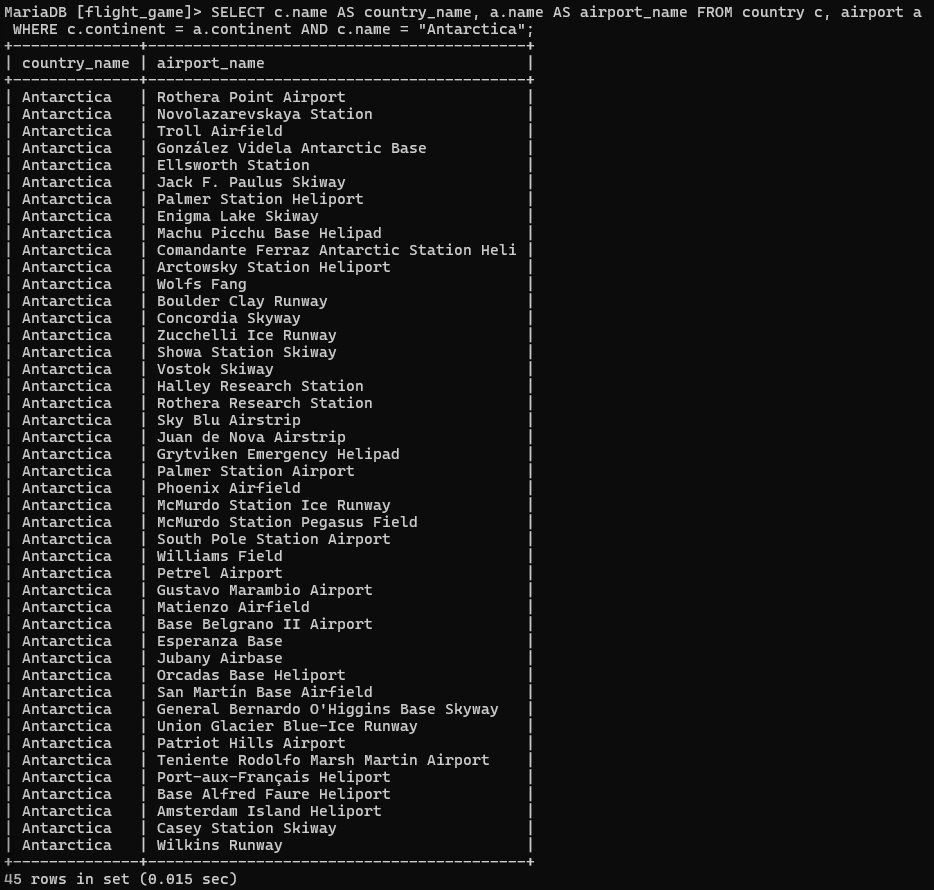 MariaDB [flight_game]> SELECT c.name AS country_name, a.name AS airport_name FROM country c, airport a
 WHERE c.continent = a.continent AND c.name = "Antarctica";
+--------------+------------------------------------------+
| country_name | airport_name                             |
+--------------+------------------------------------------+
| Antarctica   | Rothera Point Airport                    |
| Antarctica   | Novolazarevskaya Station                 |
| Antarctica   | Troll Airfield                           |
| Antarctica   | González Videla Antarctic Base           |
| Antarctica   | Ellsworth Station                        |
| Antarctica   | Jack F. Paulus Skiway                    |
| Antarctica   | Palmer Station Heliport                  |
| Antarctica   | Enigma Lake Skiway                       |
| Antarctica   | Machu Picchu Base Helipad                |
| Antarctica   | Comandante Ferraz Antarctic Station Heli |
| Antarctica   | Arctowsky Station Heliport               |
| Antarctica   | Wolfs Fang                               |
| Antarctica   | Boulder Clay Runway                      |
| Antarctica   | Concordia Skyway                         |
| Antarctica   | Zucchelli Ice Runway                     |
| Antarctica   | Showa Station Skiway                     |
| Antarctica   | Vostok Skiway                            |
| Antarctica   | Halley Research Station                  |
| Antarctica   | Rothera Research Station                 |
| Antarctica   | Sky Blu Airstrip                         |
| Antarctica   | Juan de Nova Airstrip                    |
| Antarctica   | Grytviken Emergency Helipad              |
| Antarctica   | Palmer Station Airport                   |
| Antarctica   | Phoenix Airfield                         |
| Antarctica   | McMurdo Station Ice Runway               |
| Antarctica   | McMurdo Station Pegasus Field            |
| Antarctica   | South Pole Station Airport               |
| Antarctica   | Williams Field                           |
| Antarctica   | Petrel Airport                           |
| Antarctica   | Gustavo Marambio Airport                 |
| Antarctica   | Matienzo Airfield                        |
| Antarctica   | Base Belgrano II Airport                 |
| Antarctica   | Esperanza Base                           |
| Antarctica   | Jubany Airbase                           |
| Antarctica   | Orcadas Base Heliport                    |
| Antarctica   | San Martín Base Airfield                 |
| Antarctica   | General Bernardo O'Higgins Base Skyway   |
| Antarctica   | Union Glacier Blue-Ice Runway            |
| Antarctica   | Patriot Hills Airport                    |
| Antarctica   | Teniente Rodolfo Marsh Martin Airport    |
| Antarctica   | Port-aux-Français Heliport               |
| Antarctica   | Base Alfred Faure Heliport               |
| Antarctica   | Amsterdam Island Heliport                |
| Antarctica   | Casey Station Skiway                     |
| Antarctica   | Wilkins Runway                           |
+--------------+------------------------------------------+
45 rows in set (0.015 sec)